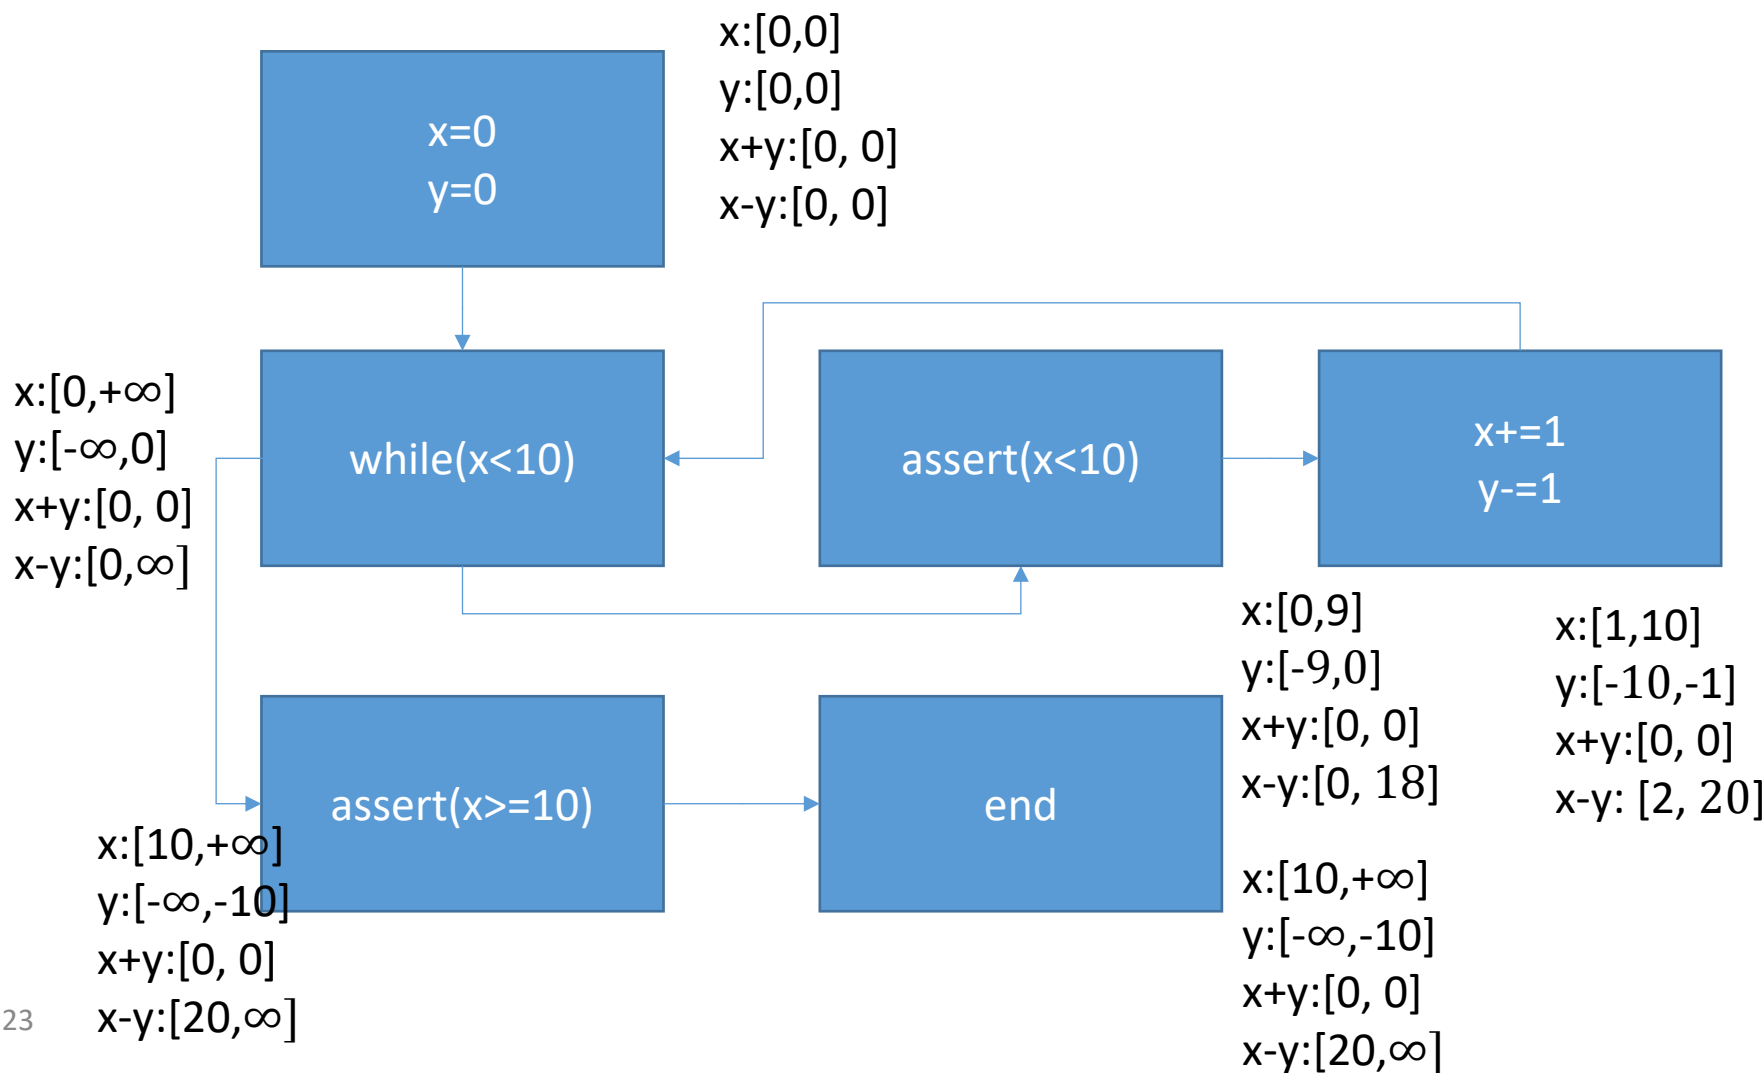 x:[0,0]
y:[0,0]
x+y:[0, 0]
x-y:[0, 0]
x=0
y=0
x:[0,+∞]
y:[-∞,0]
x+y:[0, 0]
x-y:[0,∞]
while(x<10)
assert(x<10)
x+=1
y-=1
x:[0,9]
y:[-9,0]
x+y:[0, 0]
x-y:[0, 18]
x:[1,10]
y:[-10,-1]
x+y:[0, 0]
x-y: [2, 20]
assert(x>=10)
end
x:[10,+∞]
y:[-∞,-10]
x+y:[0, 0]
x-y:[20,∞]
x:[10,+∞]
y:[-∞,-10]
x+y:[0, 0]
x-y:[20,∞]
23